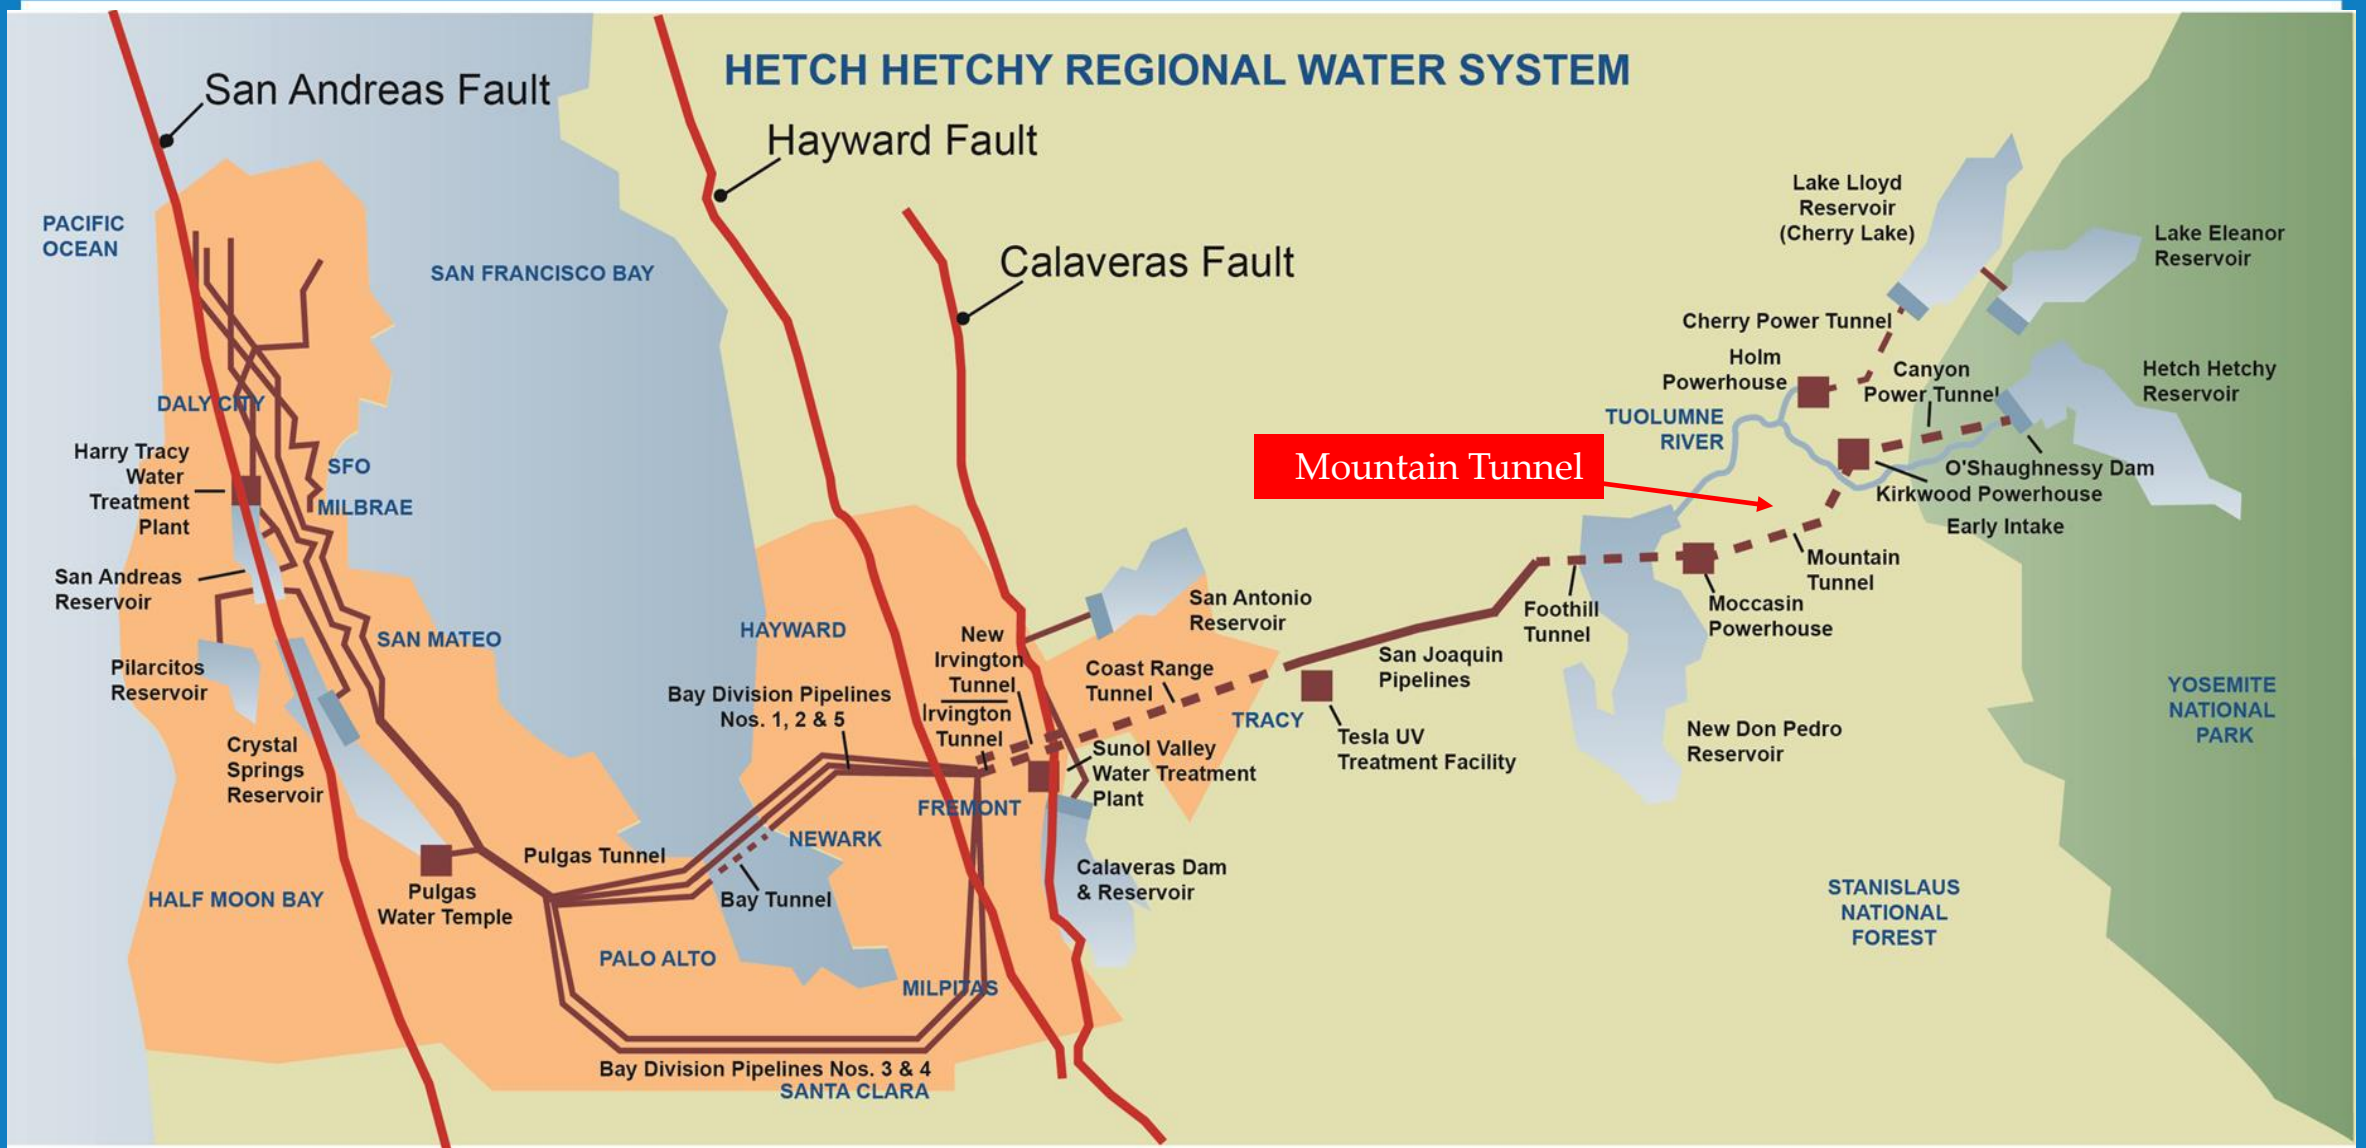 HETCH HETCHY REGIONAL WATER SYSTEM
San Andreas Fault
Hayward Fault
Calaveras Fault
PACIFIC
OCEAN
SAN FRANCISCO BAY
Lake Lloyd
Reservoir
(Cherry Lake)
Lake Eleanor
Reservoir
Cherry Power Tunnel
Holm
Powerhouse
Canyon
Power Tunnel
Hetch Hetchy
Reservoir
TUOLUMNE
RIVER
Mountain Tunnel
O'Shaughnessy Dam
Kirkwood Powerhouse
Early Intake
Mountain
Tunnel
Moccasin
Powerhouse
Foothill
Tunnel
San Joaquin
Pipelines
New Don Pedro
Reservoir
YOSEMITE
NATIONAL
PARK
STANISLAUS
NATIONAL
FOREST
DALY CITY
Harry Tracy
Water
Treatment
Plant
SFO
MILBRAE
San Andreas
Reservoir
SAN MATEO
Pilarcitos
Reservoir
Crystal
Springs
Reservoir
HALF MOON BAY
Pulgas
Water Temple
Pulgas Tunnel
HAYWARD
Bay Division Pipelines
Nos. 1, 2 & 5
New
Irvington
Tunnel
Irvington
Tunnel
San Antonio
Reservoir
Coast Range
Tunnel
TRACY
Tesla UV
Treatment Facility
Sunol Valley
Water Treatment
Plant
FREMONT
NEWARK
Bay Tunnel
Calaveras Dam
& Reservoir
PALO ALTO
MILPITAS
Bay Division Pipelines Nos. 3 & 4
SANTA CLARA